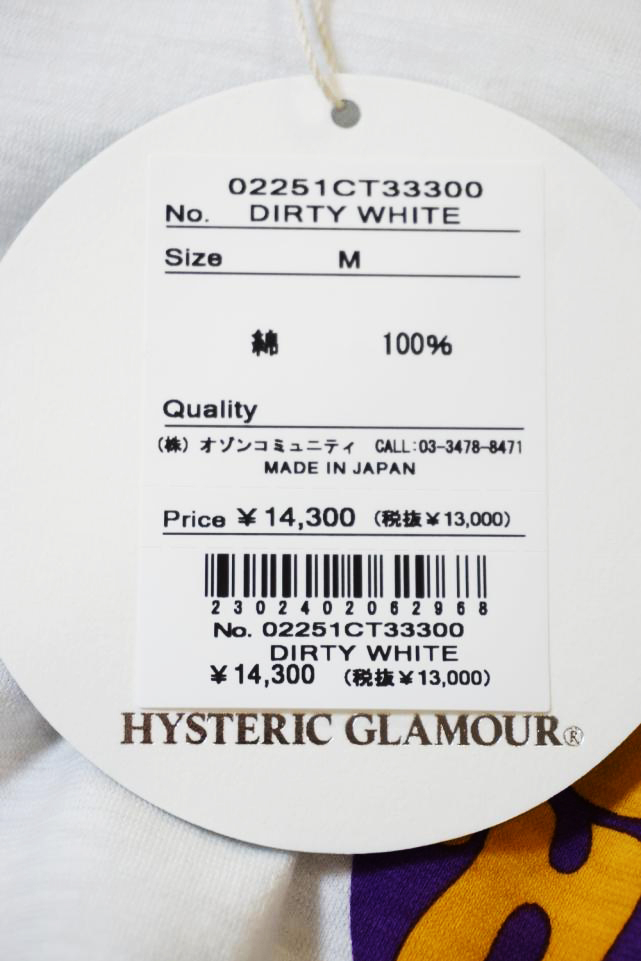 02251CT33300
No. DIRTY WHITE
Size M
綿 100%
Quality
(株) オゾンコミュニティ CALL:03-3478-8471
MADE IN JAPAN
Price ¥14,300 (税抜¥13,000)
2302402062968
No. 02251CT33300
DIRTY WHITE
¥14,300 (税抜¥13,000)
HYSTERIC GLAMOUR®